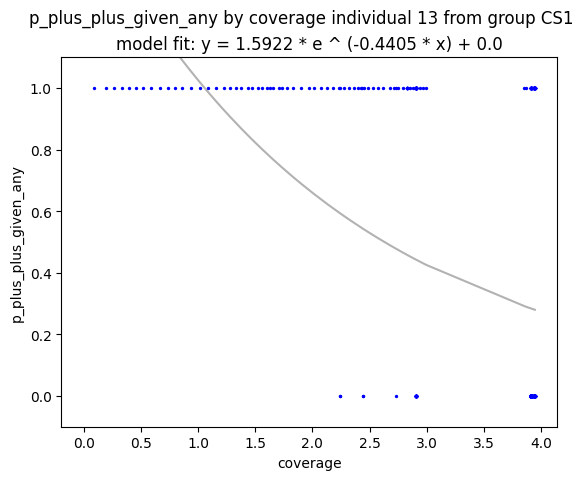 p_plus_plus_given_any by coverage individual 13 from group CS1
model fit: y = 1.5922 * e ^ (-0.4405 * x) + 0.0
p_plus_plus_given_any
1.0
0.8
0.6
0.4
0.2
0.0
0.0 0.5 1.0 1.5 2.0 2.5 3.0 3.5 4.0
coverage